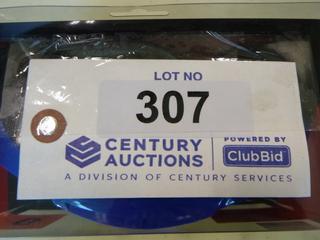 LOT NO
307
CENTURY
AUCTIONS
POWERED BY
ClubBid
A DIVISION OF CENTURY SERVICES